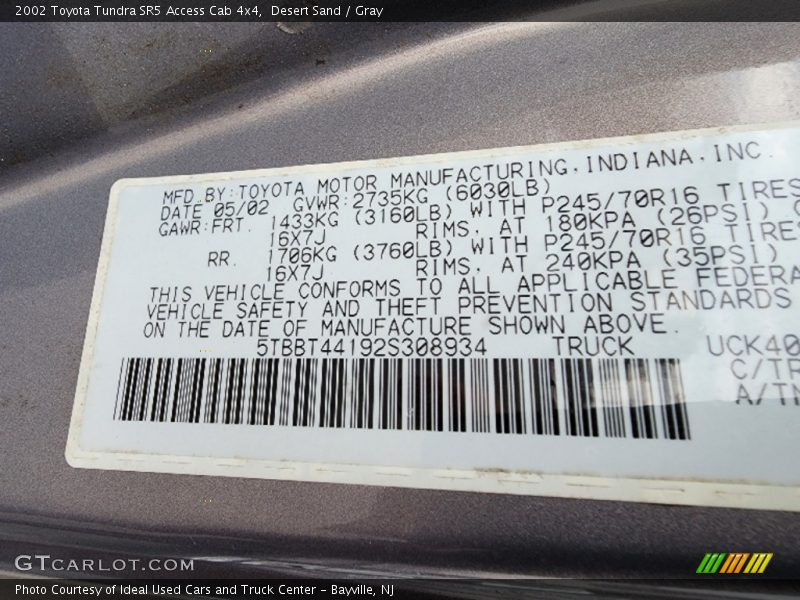 2002 Toyota Tundra SR5 Access Cab 4x4,  Desert Sand / Gray
MFD.BY:TOYOTA MOTOR MANUFACTURING,INDIANA,INC.
DATE 05/02 GVWR:2735KG (6030LB)
GAWR:FRT. 1433KG (3160LB) WITH P245/70R16 TIRES
16X7J RIMS, AT 180KPA (26PSI)
RR. 1706KG (3760LB) WITH P245/70R16 TIRES
16X7J RIMS, AT 240KPA (35PSI)
THIS VEHICLE CONFORMS TO ALL APPLICABLE FEDERA
VEHICLE SAFETY AND THEFT PREVENTION STANDARDS
ON THE DATE OF MANUFACTURE SHOWN ABOVE.
5TBBT44192S308934 TRUCK UCK40
C/TR
A/TM
GTCARLOT.COM
Photo Courtesy of Ideal Used Cars and Truck Center - Bayville, NJ